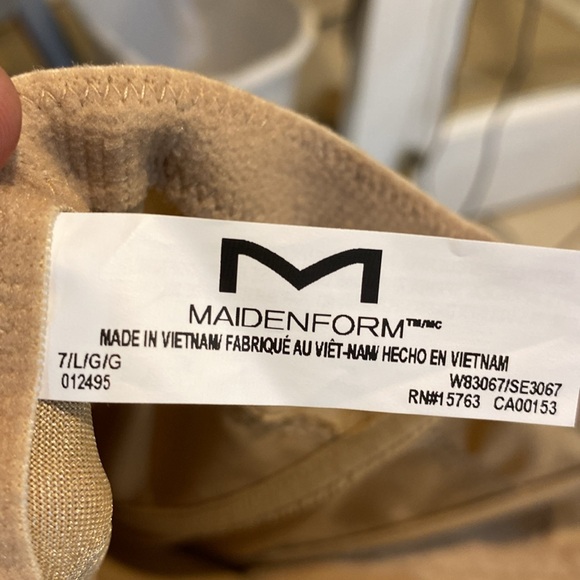 M
MAIDENFORM™/MC
MADE IN VIETNAM/ FABRIQUÉ AU VIÊT-NAM/ HECHO EN VIETNAM
7/L/G/G
012495
W83067/SE3067
RN#15763 CA00153